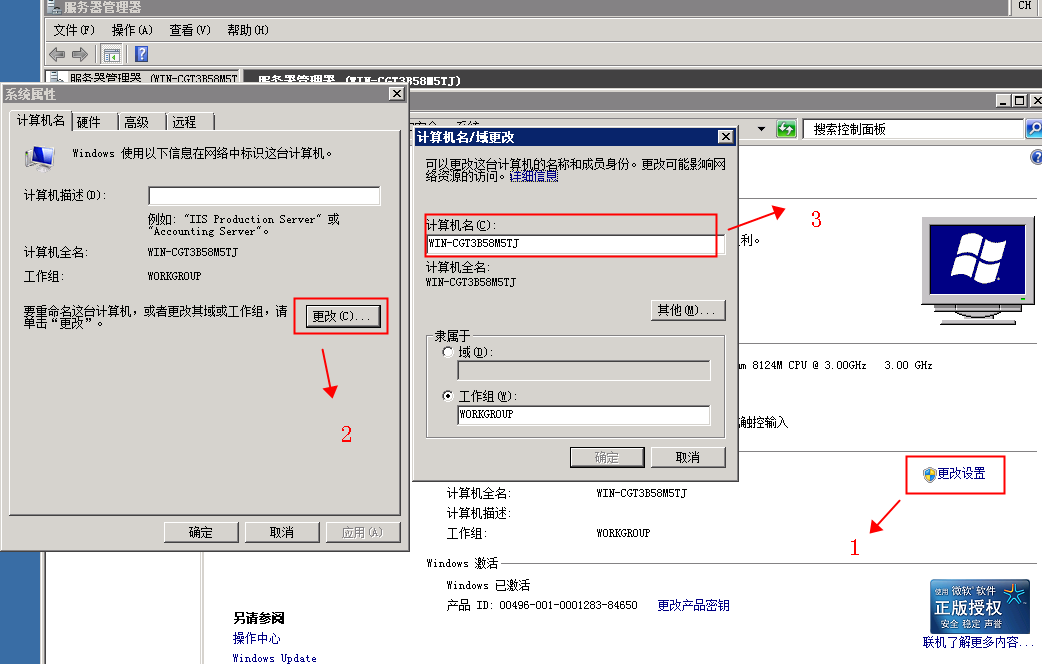 服务器管理器
CH
文件(F) 操作(A) 查看(V) 帮助(H)
服务器管理器 (WIN-CGT3B58M5T
服务器管理器 (WIN-CGT3B58M5TJ)
搜索控制面板
系统属性
计算机名 硬件 高级 远程
Windows 使用以下信息在网络中标识这台计算机。
计算机描述(D):
例如: "IIS Production Server" 或
"Accounting Server"。
计算机全名: WIN-CGT3B58M5TJ
工作组: WORKGROUP
要重命名这台计算机，或者更改其域或工作组，请
单击“更改”。
更改(C)...
2
确定 取消 应用(A)
计算机名/域更改
可以更改这台计算机的名称和成员身份。更改可能影响网
络资源的访问。详细信息
计算机名(C):
WIN-CGT3B58M5TJ
3
计算机全名:
WIN-CGT3B58M5TJ
其他(M)...
隶属于
域(D):
工作组(W):
WORKGROUP
确定 取消
利。
8124M CPU @ 3.00GHz 3.00 GHz
触控输入
更改设置
1
计算机全名: WIN-CGT3B58M5TJ
计算机描述:
工作组: WORKGROUP
Windows 激活
Windows 已激活
产品 ID: 00496-001-0001283-84650 更改产品密钥
使用 微软 软件
正版授权
安全 稳定 声誉
联机了解更多内容...
另请参阅
操作中心
Windows Update